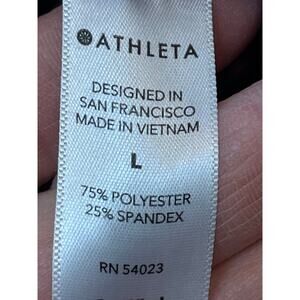 ATHLETA
DESIGNED IN
SAN FRANCISCO
MADE IN VIETNAM
L
75% POLYESTER
25% SPANDEX
RN 54023